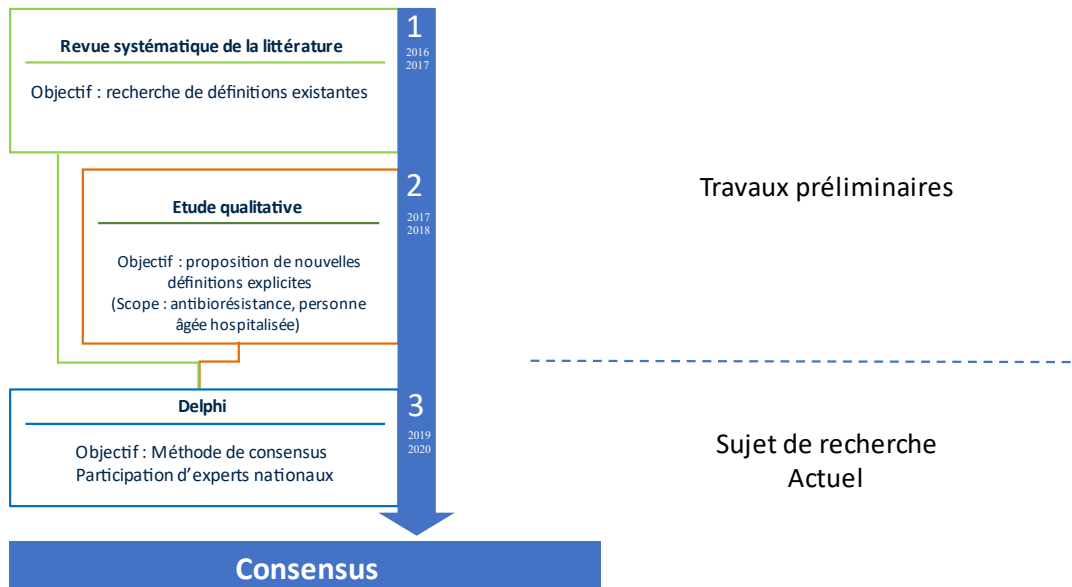 1
2016
2017
Revue systématique de la littérature
Objectif : recherche de définitions existantes
2
2017
2018
Etude qualitative
Objectif : proposition de nouvelles
définitions explicites
(Scope : antibiorésistance, personne
âgée hospitalisée)
Travaux préliminaires
3
2019
2020
Delphi
Objectif : Méthode de consensus
Participation d'experts nationaux
Sujet de recherche
Actuel
Consensus